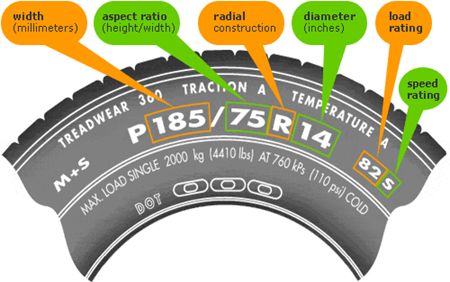 width
(millimeters)
aspect ratio
(height/width)
radial
construction
diameter
(inches)
load
rating
speed
rating
TREADWEAR 360 TRACTION A TEMPERATURE A
M+S P185/75R14 82S
MAX. LOAD SINGLE 2000 kg (4410 lbs) AT 760 kPs (110 psi) COLD
DOT